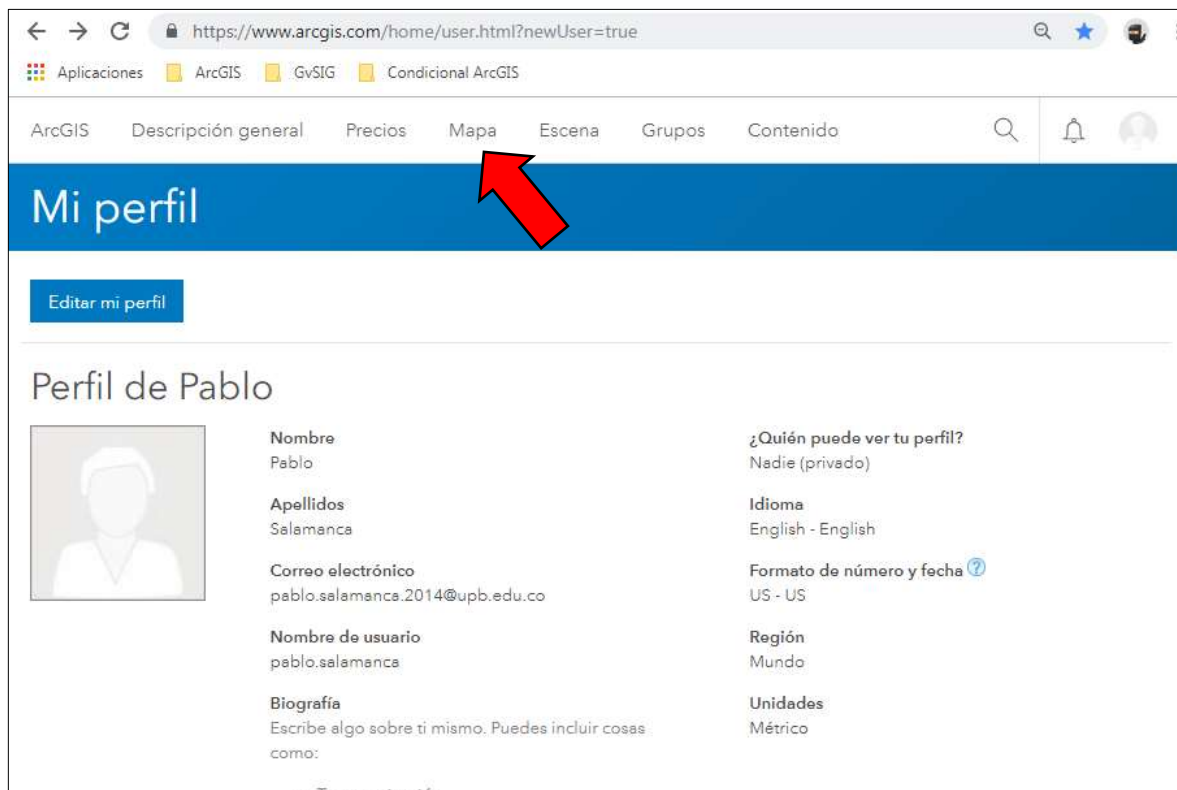 https://www.arcgis.com/home/user.html?newUser=true
Aplicaciones ArcGIS GvSIG Condicional ArcGIS
ArcGIS Descripción general Precios Mapa Escena Grupos Contenido
Mi perfil
Editar mi perfil
Perfil de Pablo
Nombre
Pablo
Apellidos
Salamanca
Correo electrónico
pablo.salamanca.2014@upb.edu.co
Nombre de usuario
pablo.salamanca
Biografía
Escribe algo sobre ti mismo. Puedes incluir cosas
como:
¿Quién puede ver tu perfil?
Nadie (privado)
Idioma
English - English
Formato de número y fecha ?
US - US
Región
Mundo
Unidades
Métrico